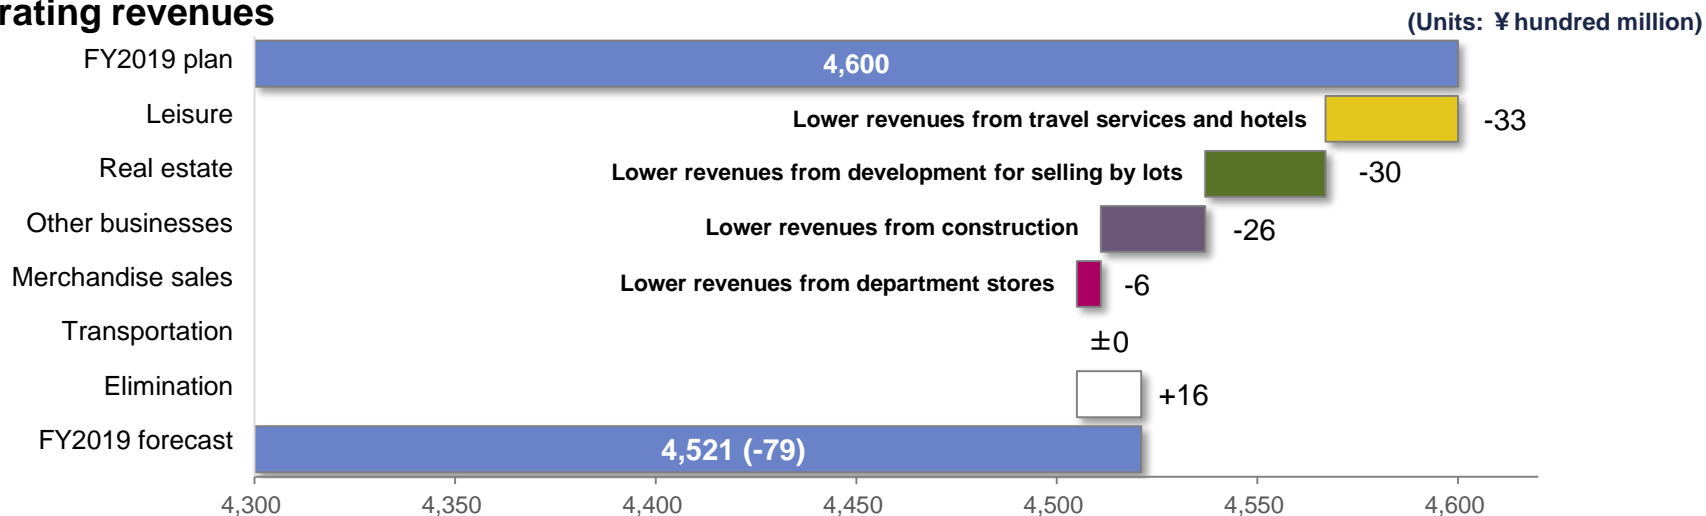 rating revenues
(Units: ¥ hundred million)
FY2019 plan
4,600
Leisure
Lower revenues from travel services and hotels
-33
Real estate
Lower revenues from development for selling by lots
-30
Other businesses
Lower revenues from construction
-26
Merchandise sales
Lower revenues from department stores
-6
Transportation
±0
Elimination
+16
FY2019 forecast
4,521 (-79)
4,300 4,350 4,400 4,450 4,500 4,550 4,600